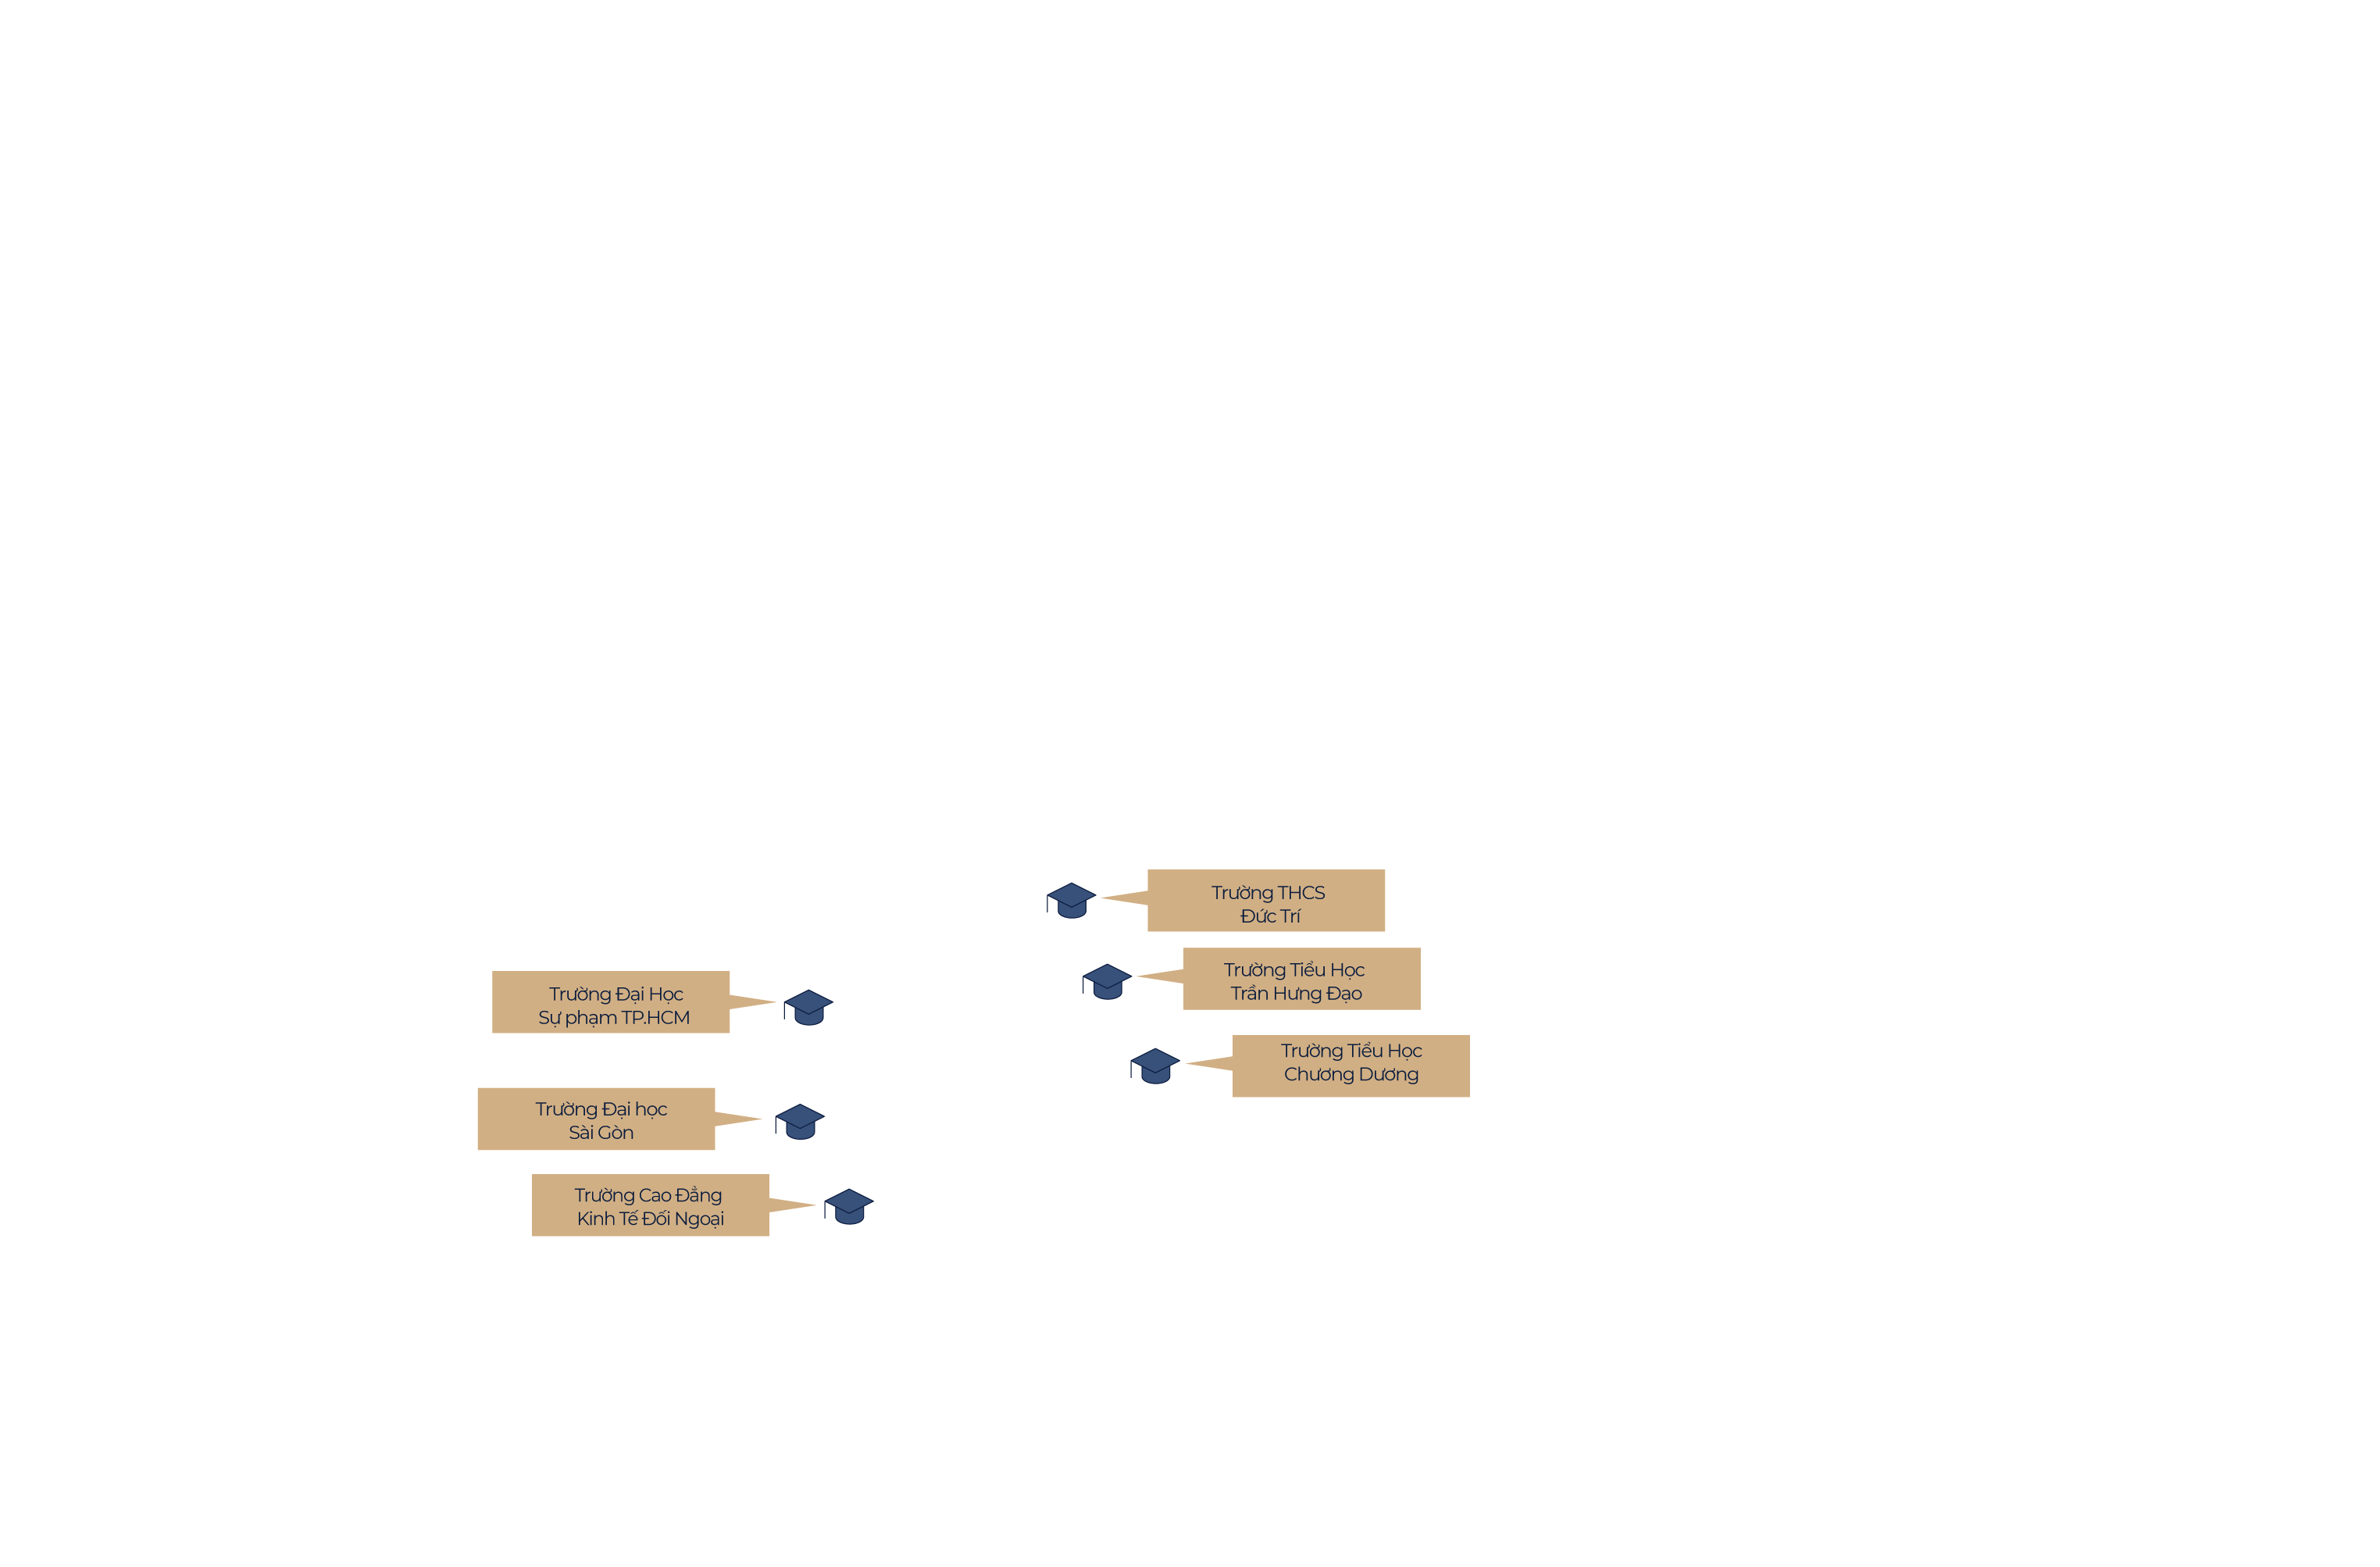 Trường THCS
Đức Trí
Trường Tiểu Học
Trần Hưng Đạo
Trường Đại Học
Sự phạm TP.HCM
Trường Tiểu Học
Chương Dương
Trường Đại học
Sài Gòn
Trường Cao Đẳng
Kinh Tế Đối Ngoại